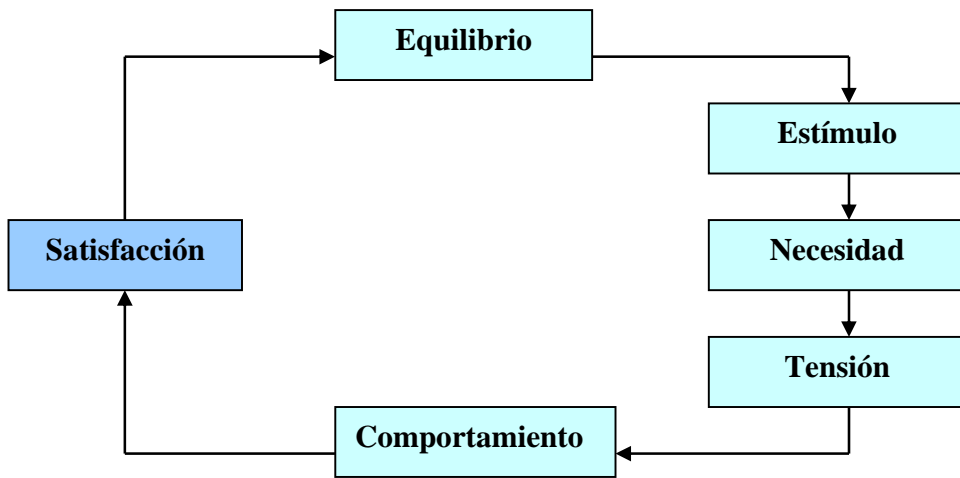 Equilibrio
Estímulo
Necesidad
Tensión
Comportamiento
Satisfacción